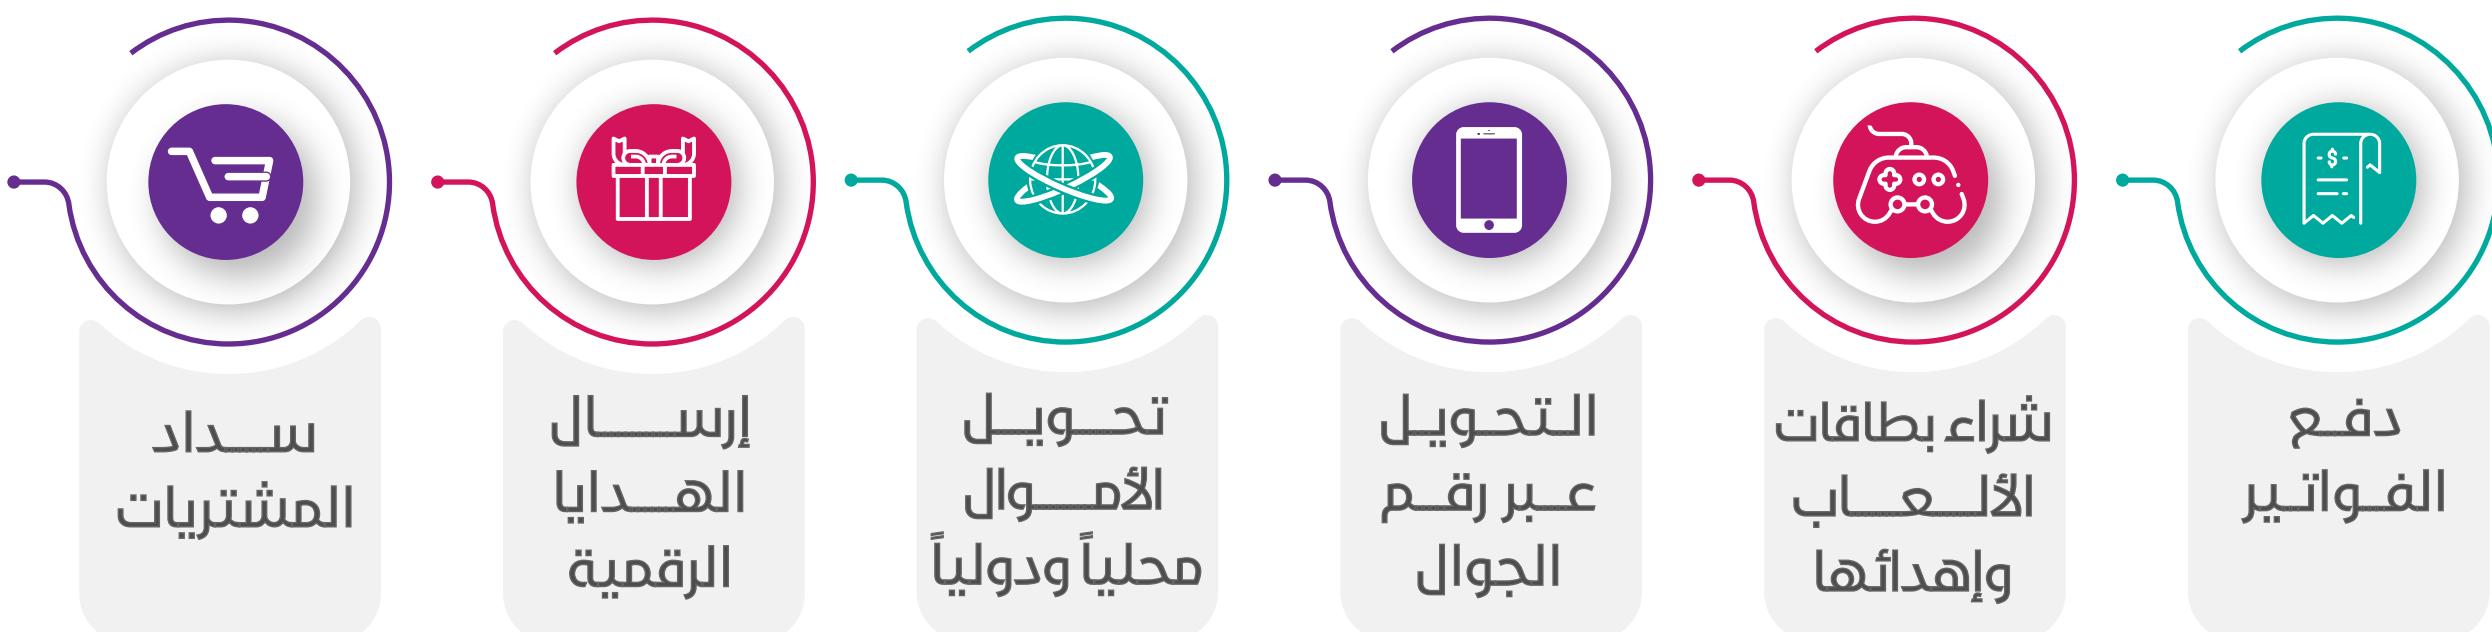 دفع
الفواتير
شراء بطاقات
الألعاب
وإهدائها
التحويل
عبر رقم
الجوال
تحويل
الأموال
محلياً ودولياً
إرسال
الهدايا
الرقمية
سداد
المشتريات